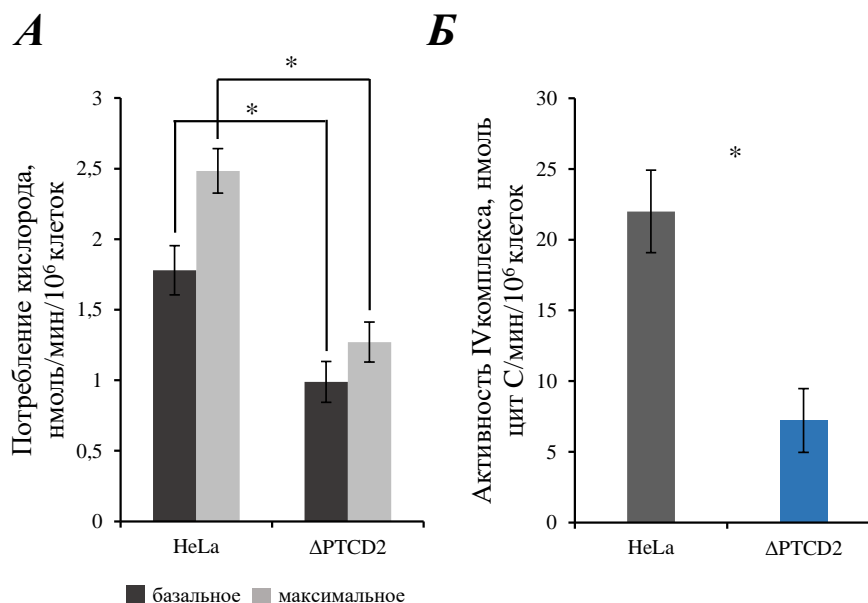 А
Потребление кислорода,
нмоль/мин/10⁶ клеток
3
2,5
2
1,5
1
0,5
0
*
*
HeLa
ΔPTCD2
базальное
максимальное
Б
Активность IVкомплекса, нмоль
цит С/мин/10⁶ клеток
30
25
20
15
10
5
0
*
HeLa
ΔPTCD2